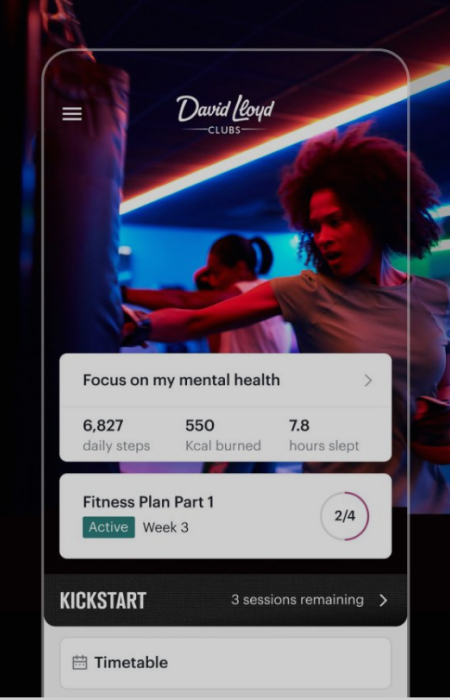 David Lloyd
CLUBS
Focus on my mental health
6,827 550 7.8
daily steps Kcal burned hours slept
Fitness Plan Part 1
2/4
Active Week 3
KICKSTART 3 sessions remaining
Timetable